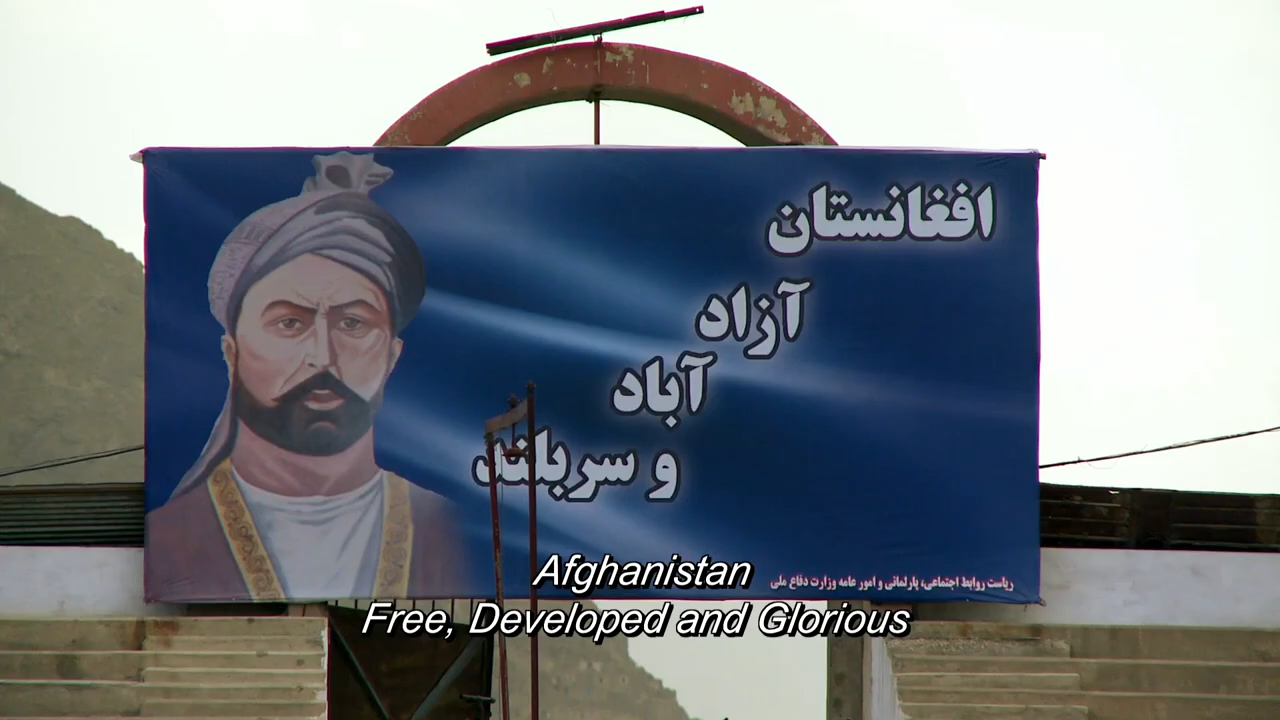 افغانستان
آزاد
آباد
و سربلند
ریاست روابط اجتماعی، پارلمانی و امور عامه وزارت دفاع ملی
Afghanistan
Free, Developed and Glorious